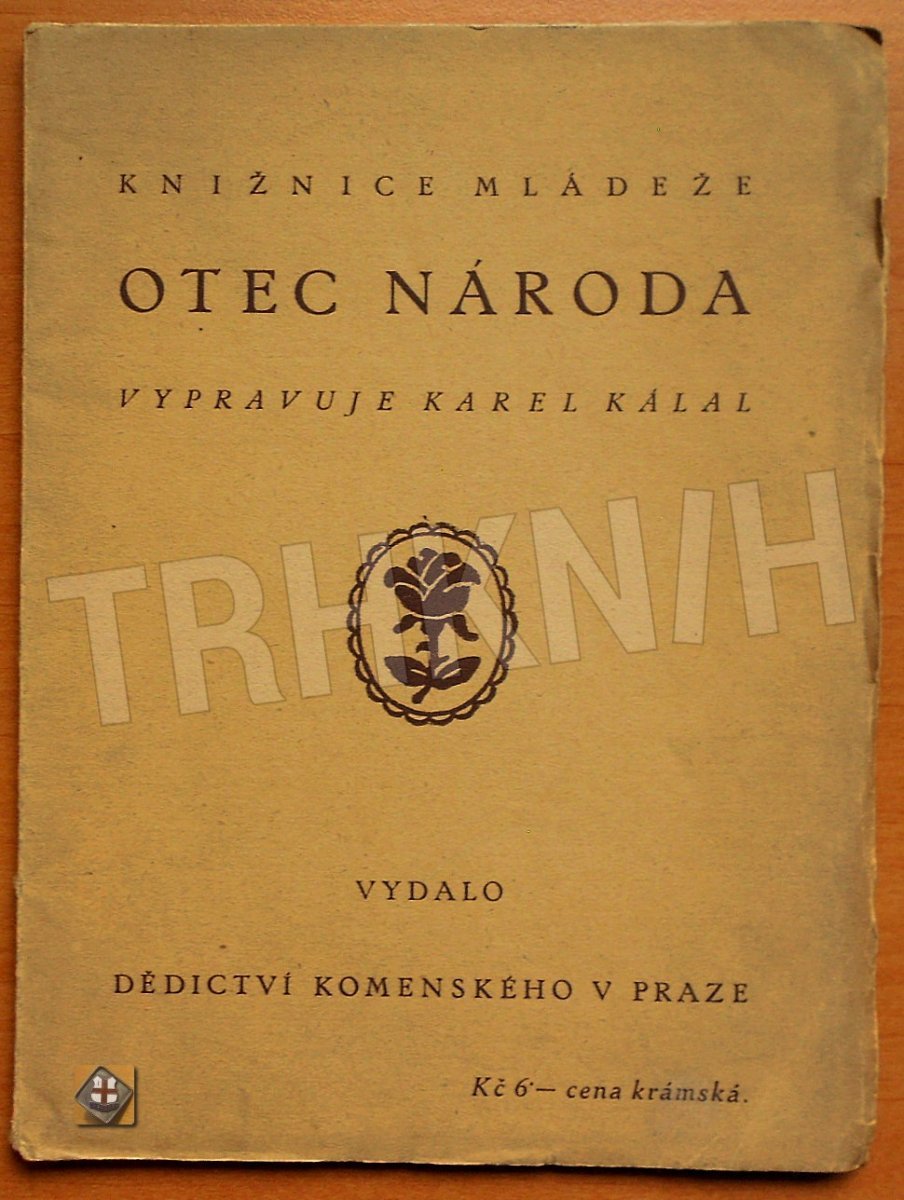 KNIŽNICE MLÁDEŽE
OTEC NÁRODA
VYPRAVUJE KAREL KÁLAL
TRHKNIH
VYDALO
DĚDICTVÍ KOMENSKÉHO V PRAZE
Kč 6·— cena krámská.